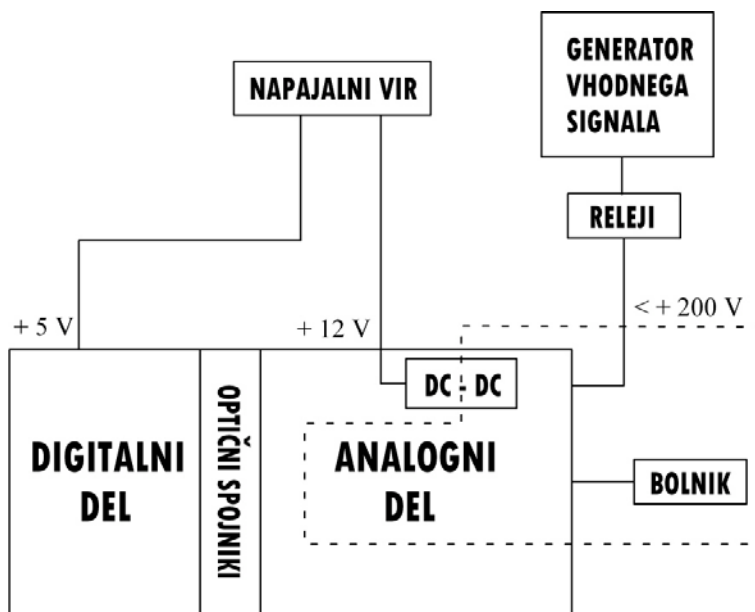 GENERATOR
VHODNEGA
SIGNALA
NAPAJALNI VIR
RELEJI
< + 200 V
+ 5 V
+ 12 V
DC - DC
OPTIČNI SPOJNIKI
DIGITALNI
DEL
ANALOGNI
DEL
BOLNIK